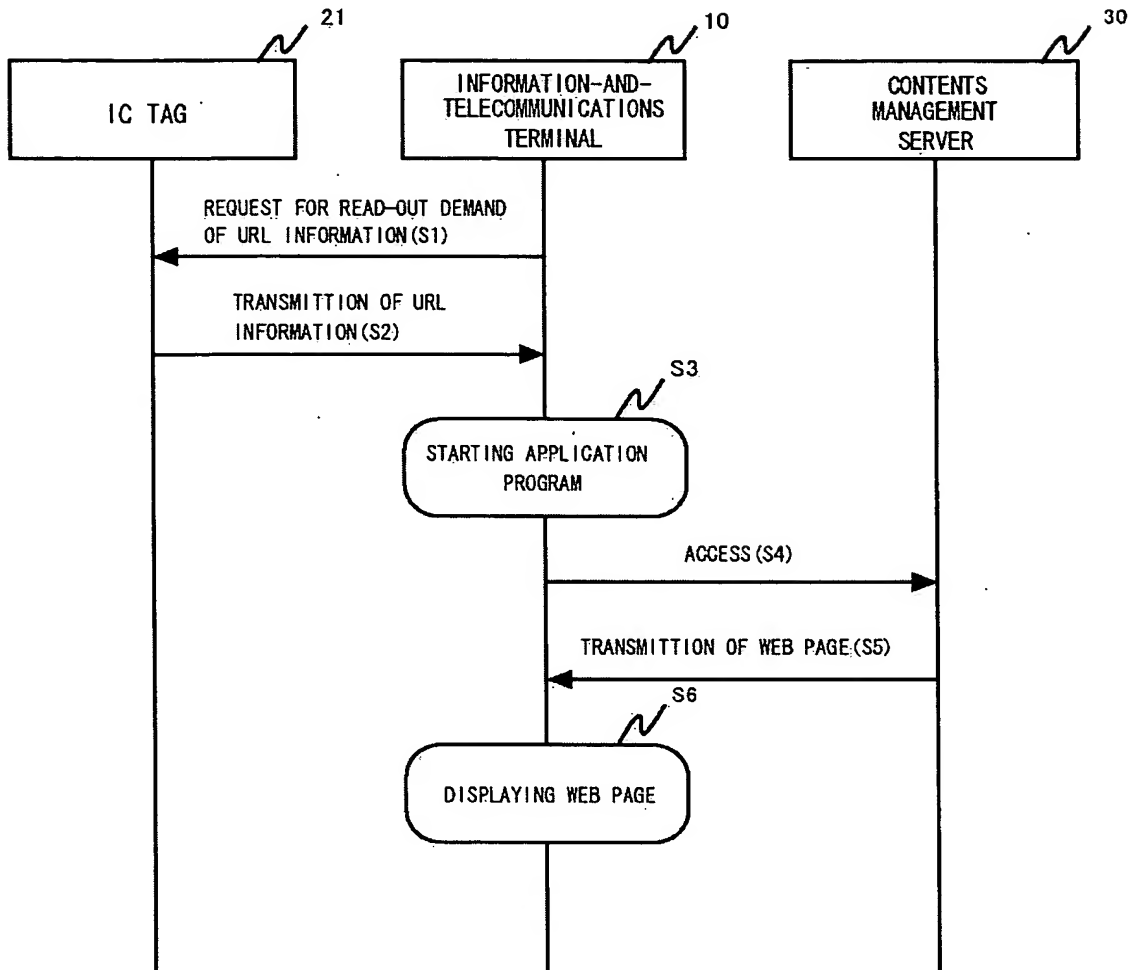 21
10
30
IC TAG
INFORMATION-AND-
TELECOMMUNICATIONS
TERMINAL
CONTENTS
MANAGEMENT
SERVER
REQUEST FOR READ-OUT DEMAND
OF URL INFORMATION(S1)
TRANSMITTION OF URL
INFORMATION(S2)
S3
STARTING APPLICATION
PROGRAM
ACCESS(S4)
TRANSMITTION OF WEB PAGE(S5)
S6
DISPLAYING WEB PAGE